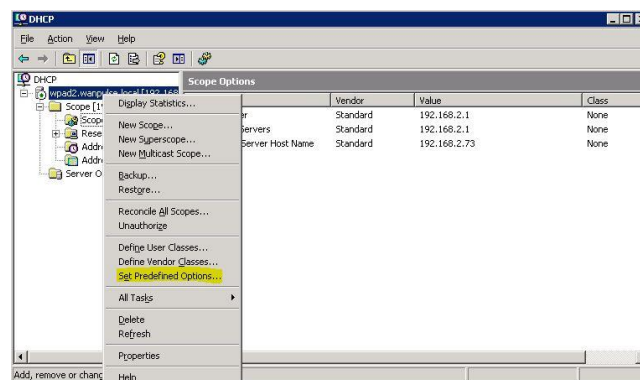 DHCP
File Action View Help
DHCP
wpad2.wanpulse.local [192.168
Scope [1
Scop
Rese
Addr
Addr
Server O
Scope Options
Vendor Value Class
er Standard 192.168.2.1 None
Servers Standard 192.168.2.1 None
Server Host Name Standard 192.168.2.73 None
Display Statistics...
New Scope...
New Superscope...
New Multicast Scope...
Backup...
Restore...
Reconcile All Scopes...
Unauthorize
Define User Classes...
Define Vendor Classes...
Set Predefined Options...
All Tasks
Delete
Refresh
Properties
Help
Add, remove or chang